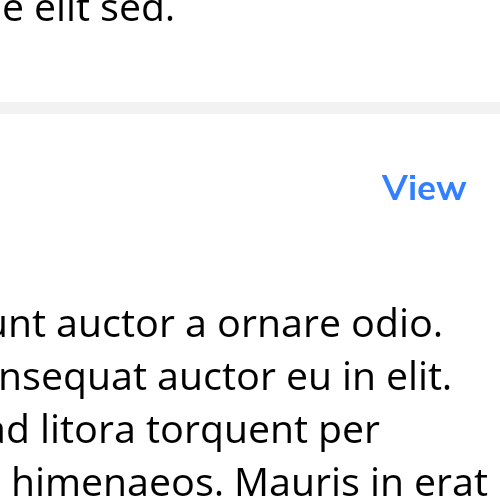 e elit sed.
View
unt auctor a ornare odio.
nsequat auctor eu in elit.
ad litora torquent per
himenaeos. Mauris in erat